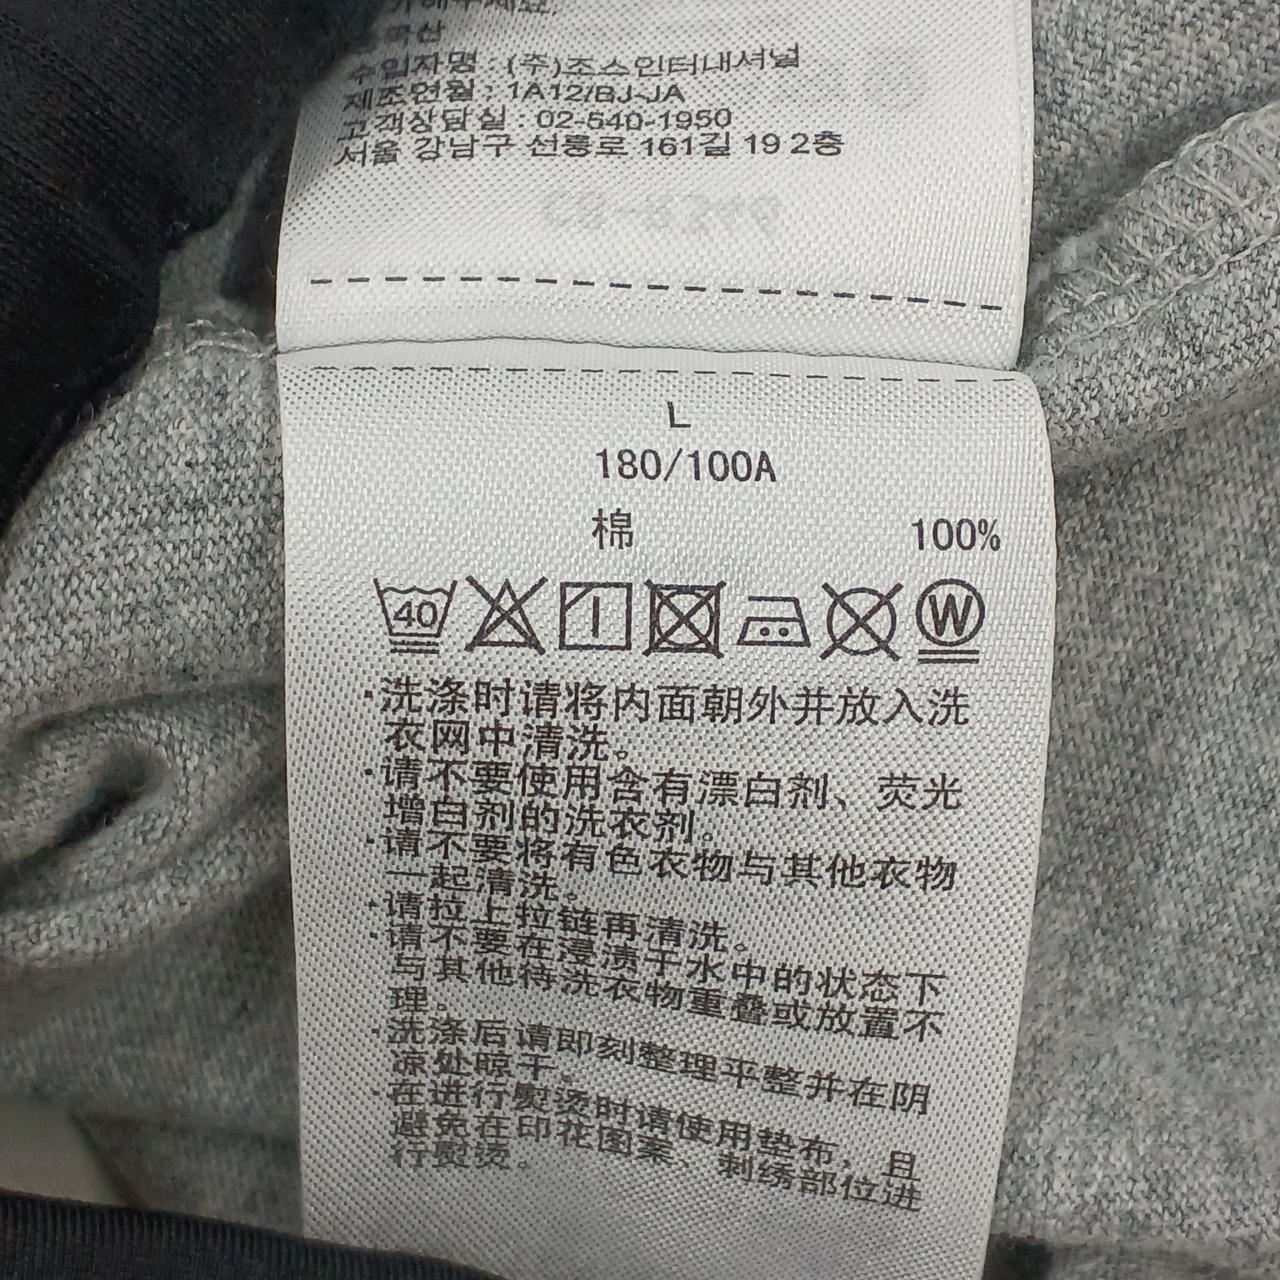 가해주세요.
중국산
수입자명 : (주)조스인터내셔널
제조연월 : 1A12/BJ-JA
고객상담실 : 02-540-1950
서울 강남구 선릉로 161길 19 2층
L
180/100A
棉 100%
40
W
·洗涤时请将内面朝外并放入洗
衣网中清洗。
·请不要使用含有漂白剂、荧光
增白剂的洗衣剂。
·请不要将有色衣物与其他衣物
一起清洗。
·请拉上拉链再清洗。
·请不要在浸渍于水中的状态下
与其他待洗衣物重叠或放置不
理。
·洗涤后请即刻整理平整并在阴
凉处晾干。
·在进行熨烫时请使用垫布，且
避免在印花图案、刺绣部位进
行熨烫。